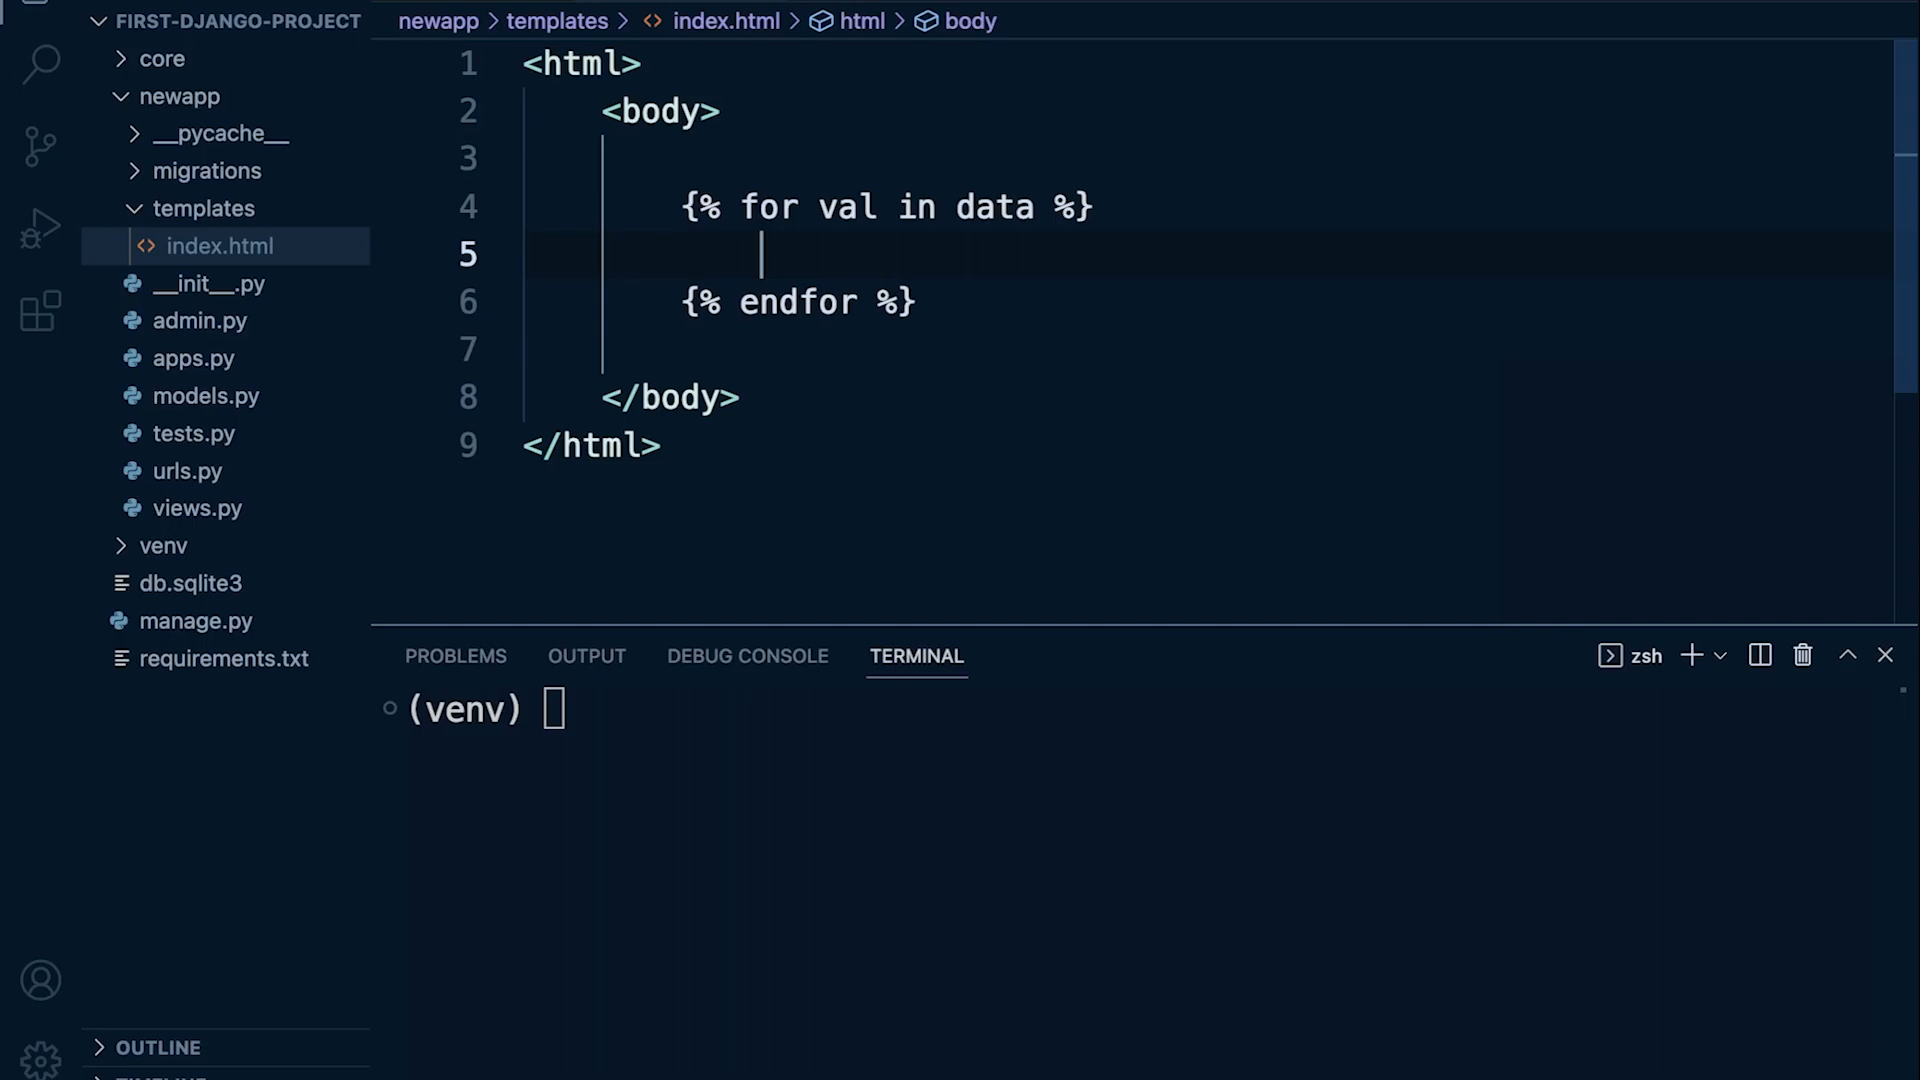 FIRST-DJANGO-PROJECT
core
newapp
__pycache__
migrations
templates
index.html
__init__.py
admin.py
apps.py
models.py
tests.py
urls.py
views.py
venv
db.sqlite3
manage.py
requirements.txt
OUTLINE
newapp > templates > <> index.html > html > body
1 <html>
2 <body>
3
4 {% for val in data %}
5
6 {% endfor %}
7
8 </body>
9 </html>
PROBLEMS OUTPUT DEBUG CONSOLE TERMINAL zsh
(venv)